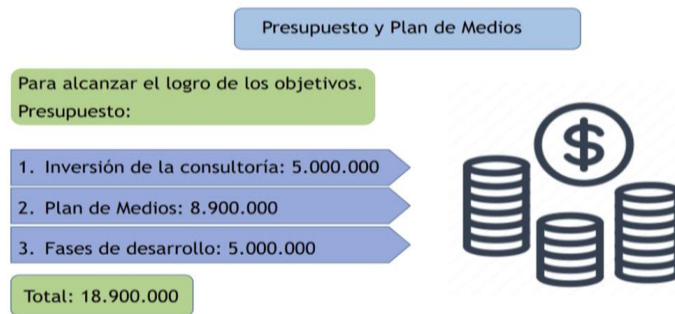 Presupuesto y Plan de Medios
Para alcanzar el logro de los objetivos.
Presupuesto:
1. Inversión de la consultoría: 5.000.000
2. Plan de Medios: 8.900.000
3. Fases de desarrollo: 5.000.000
Total: 18.900.000
$